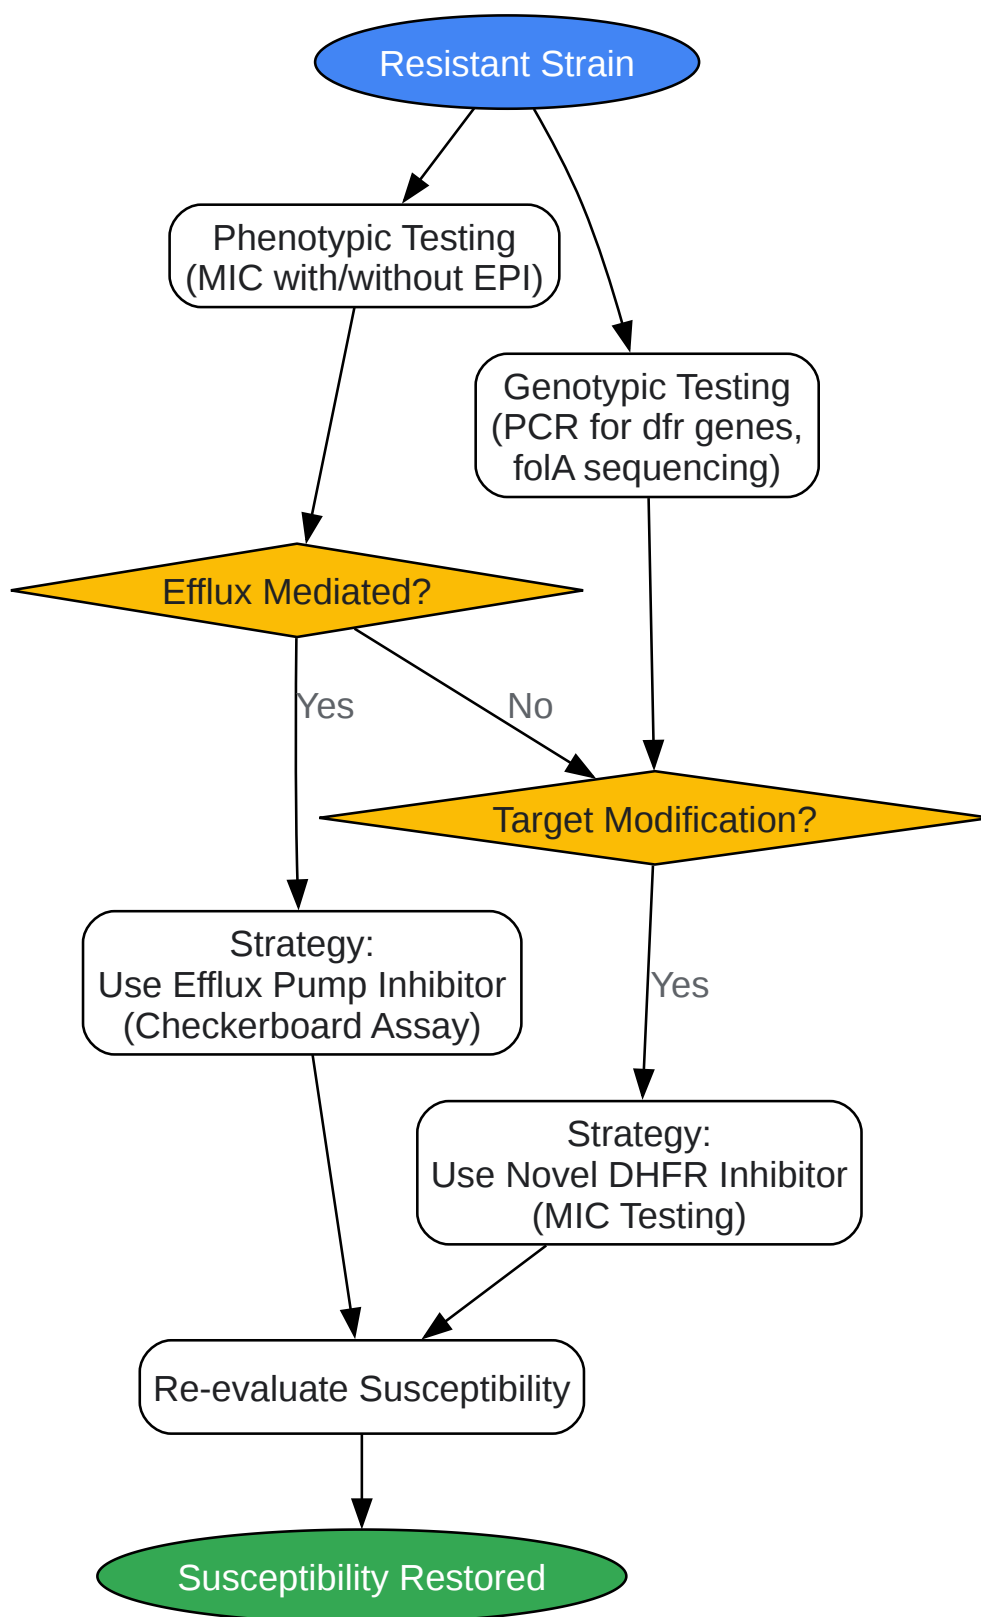 Resistant Strain
Phenotypic Testing
(MIC with/without EPI)
Genotypic Testing
(PCR for dfr genes,
folA sequencing)
Efflux Mediated?
Yes
No
Target Modification?
Strategy:
Use Efflux Pump Inhibitor
(Checkerboard Assay)
Yes
Strategy:
Use Novel DHFR Inhibitor
(MIC Testing)
Re-evaluate Susceptibility
Susceptibility Restored